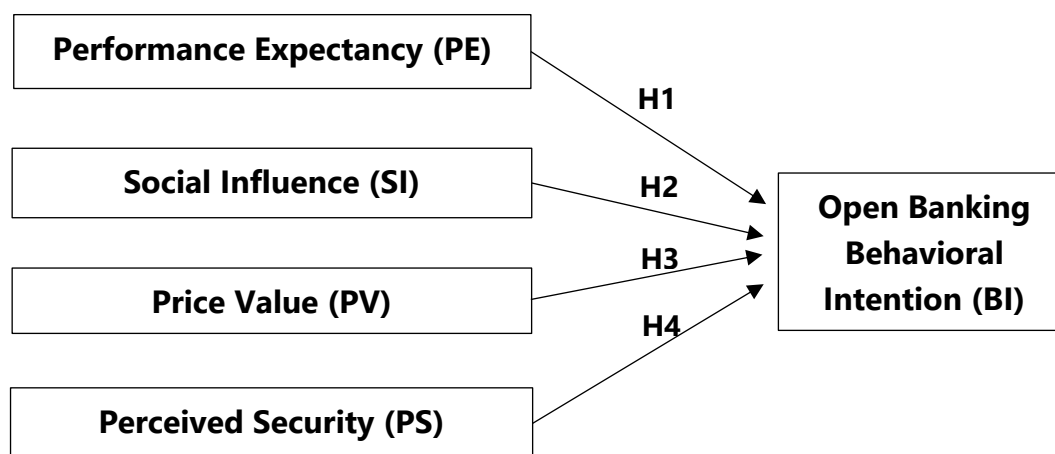 Performance Expectancy (PE)
H1
Social Influence (SI)
H2
Open Banking
Behavioral
Intention (BI)
H3
Price Value (PV)
H4
Perceived Security (PS)